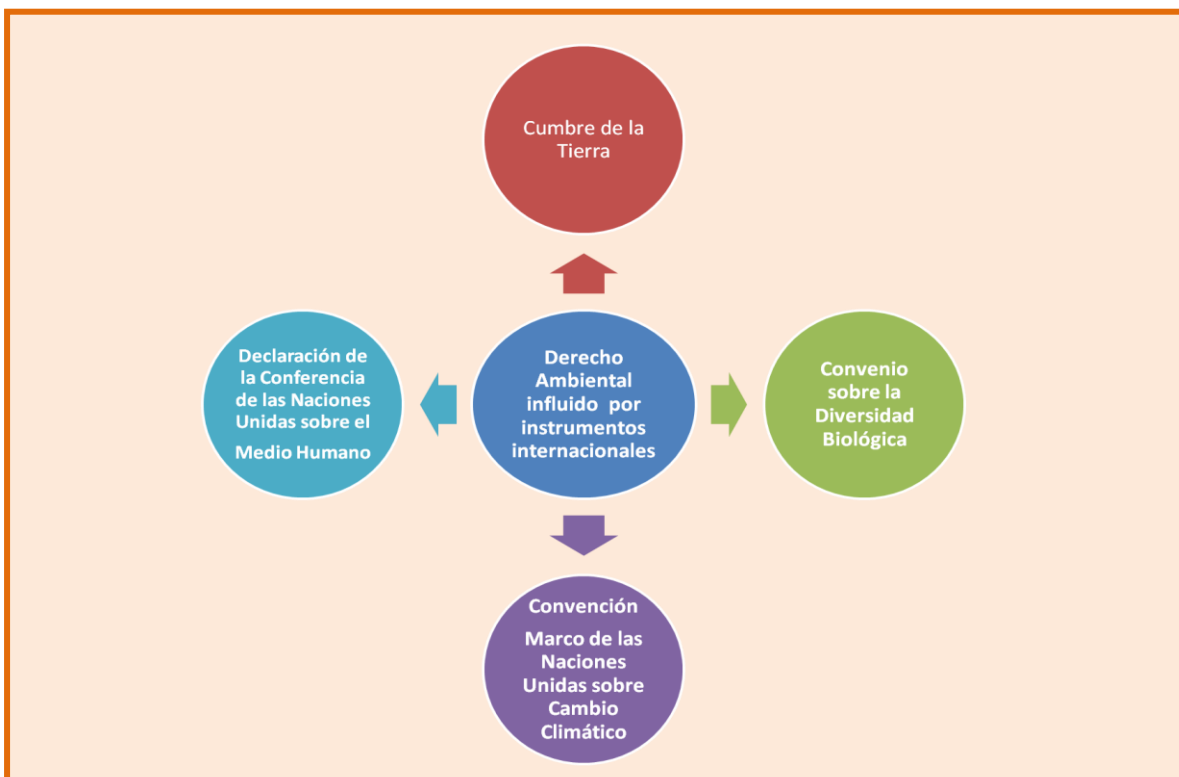 Cumbre de la
Tierra
Declaración de
la Conferencia
de las Naciones
Unidas sobre el
Medio Humano
Derecho
Ambiental
influido por
instrumentos
internacionales
Convenio
sobre la
Diversidad
Biológica
Convención
Marco de las
Naciones
Unidas sobre
Cambio
Climático